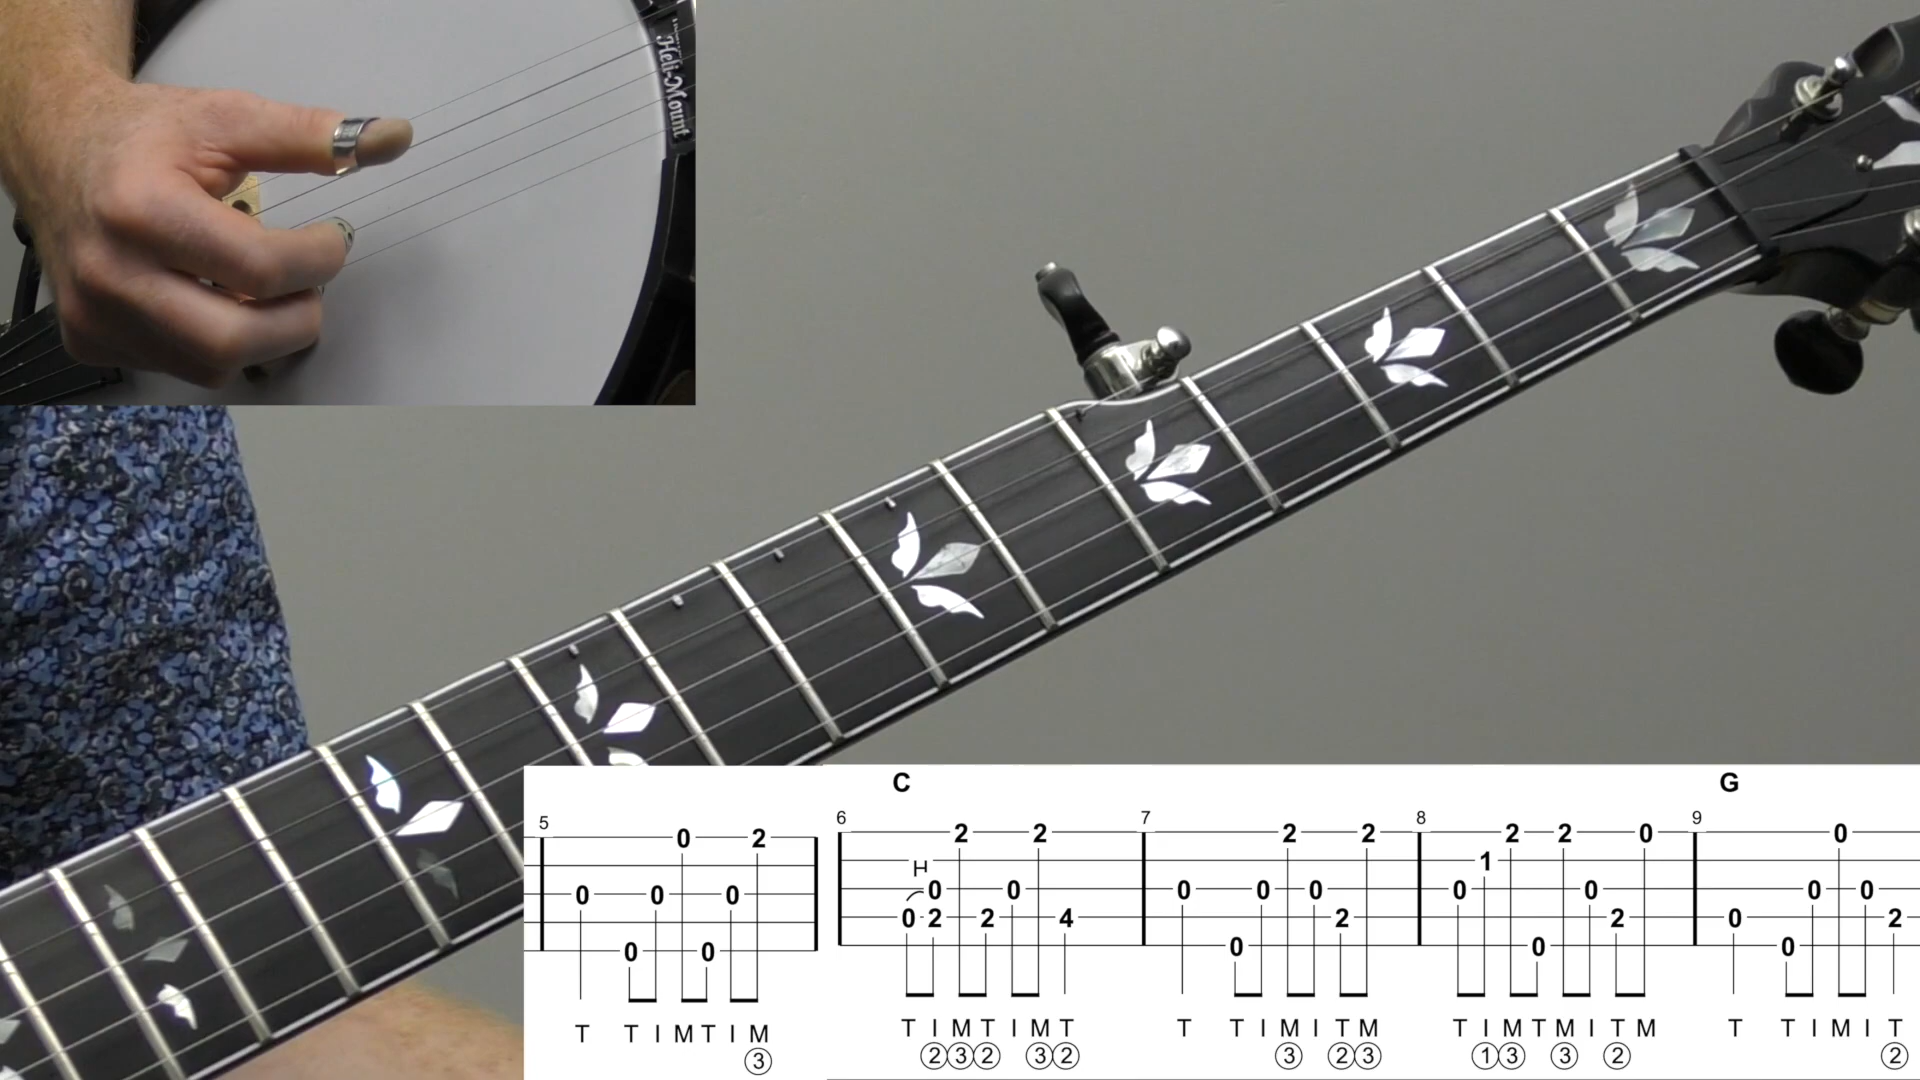 Heli-Mount
C G
5 6 7 8 9
0 2 2 2 2 2 2 2 0 0
H 1
0 0 0 0 0 0 0 0 0 0 0 0
0 2 2 4 2 2 0 2
0 0 0 0 0
T T I M T I M T I M T I M T T T I M I T M T I M T M I T M T T I M I T
3 2 3 2 3 2 3 2 3 1 3 3 2 2